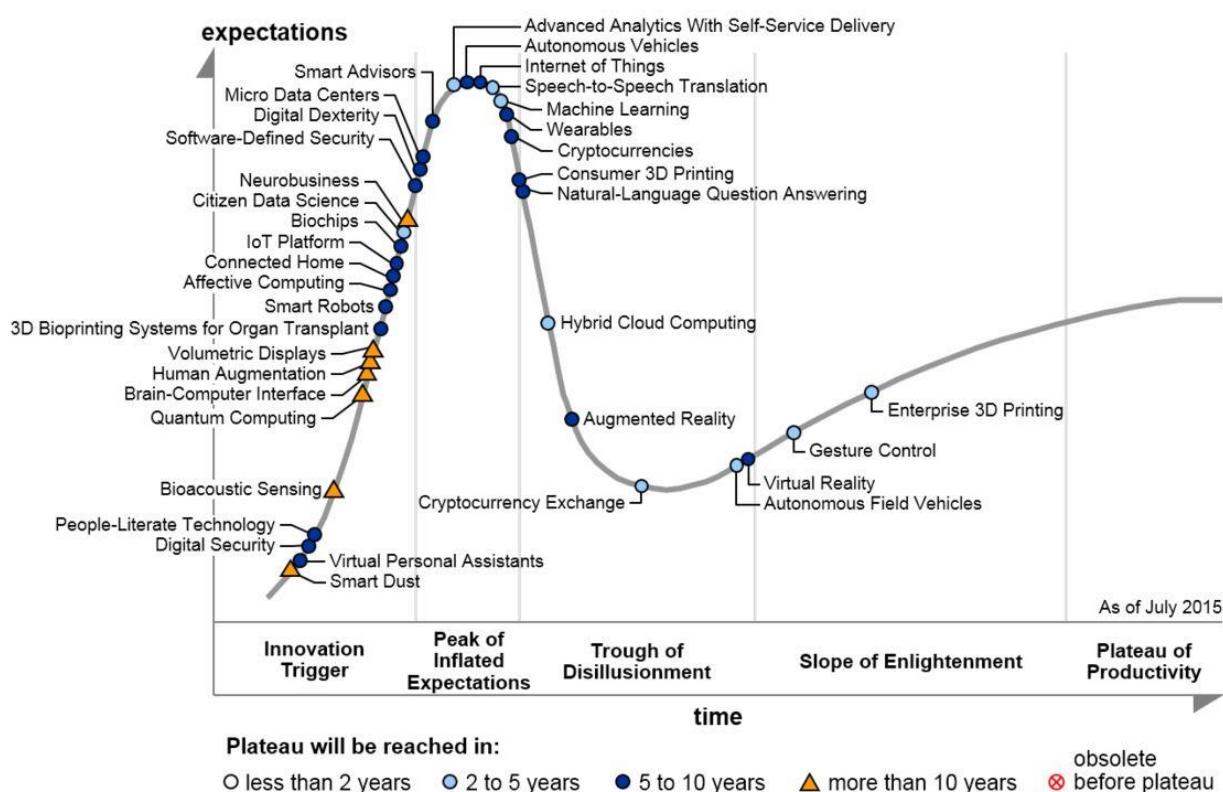 expectations
Advanced Analytics With Self-Service Delivery
Autonomous Vehicles
Internet of Things
Speech-to-Speech Translation
Machine Learning
Wearables
Cryptocurrencies
Consumer 3D Printing
Natural-Language Question Answering
Smart Advisors
Micro Data Centers
Digital Dexterity
Software-Defined Security
Neurobusiness
Citizen Data Science
Biochips
IoT Platform
Connected Home
Affective Computing
Smart Robots
3D Bioprinting Systems for Organ Transplant
Volumetric Displays
Human Augmentation
Brain-Computer Interface
Quantum Computing
Bioacoustic Sensing
People-Literate Technology
Digital Security
Virtual Personal Assistants
Smart Dust
Hybrid Cloud Computing
Augmented Reality
Cryptocurrency Exchange
Enterprise 3D Printing
Gesture Control
Virtual Reality
Autonomous Field Vehicles
As of July 2015
Innovation
Trigger
Peak of
Inflated
Expectations
Trough of
Disillusionment
Slope of Enlightenment
Plateau of
Productivity
time
Plateau will be reached in:
less than 2 years
2 to 5 years
5 to 10 years
more than 10 years
obsolete
before plateau